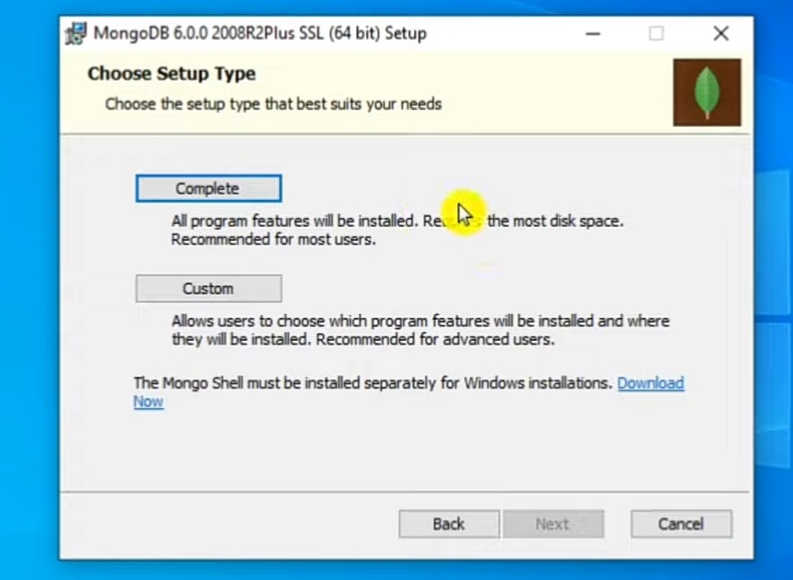 MongoDB 6.0.0 2008R2Plus SSL (64 bit) Setup
Choose Setup Type
Choose the setup type that best suits your needs
Complete
All program features will be installed. the most disk space.
Recommended for most users.
Custom
Allows users to choose which program features will be installed and where
they will be installed. Recommended for advanced users.
The Mongo Shell must be installed separately for Windows installations. Download
Now
Back
Next
Cancel